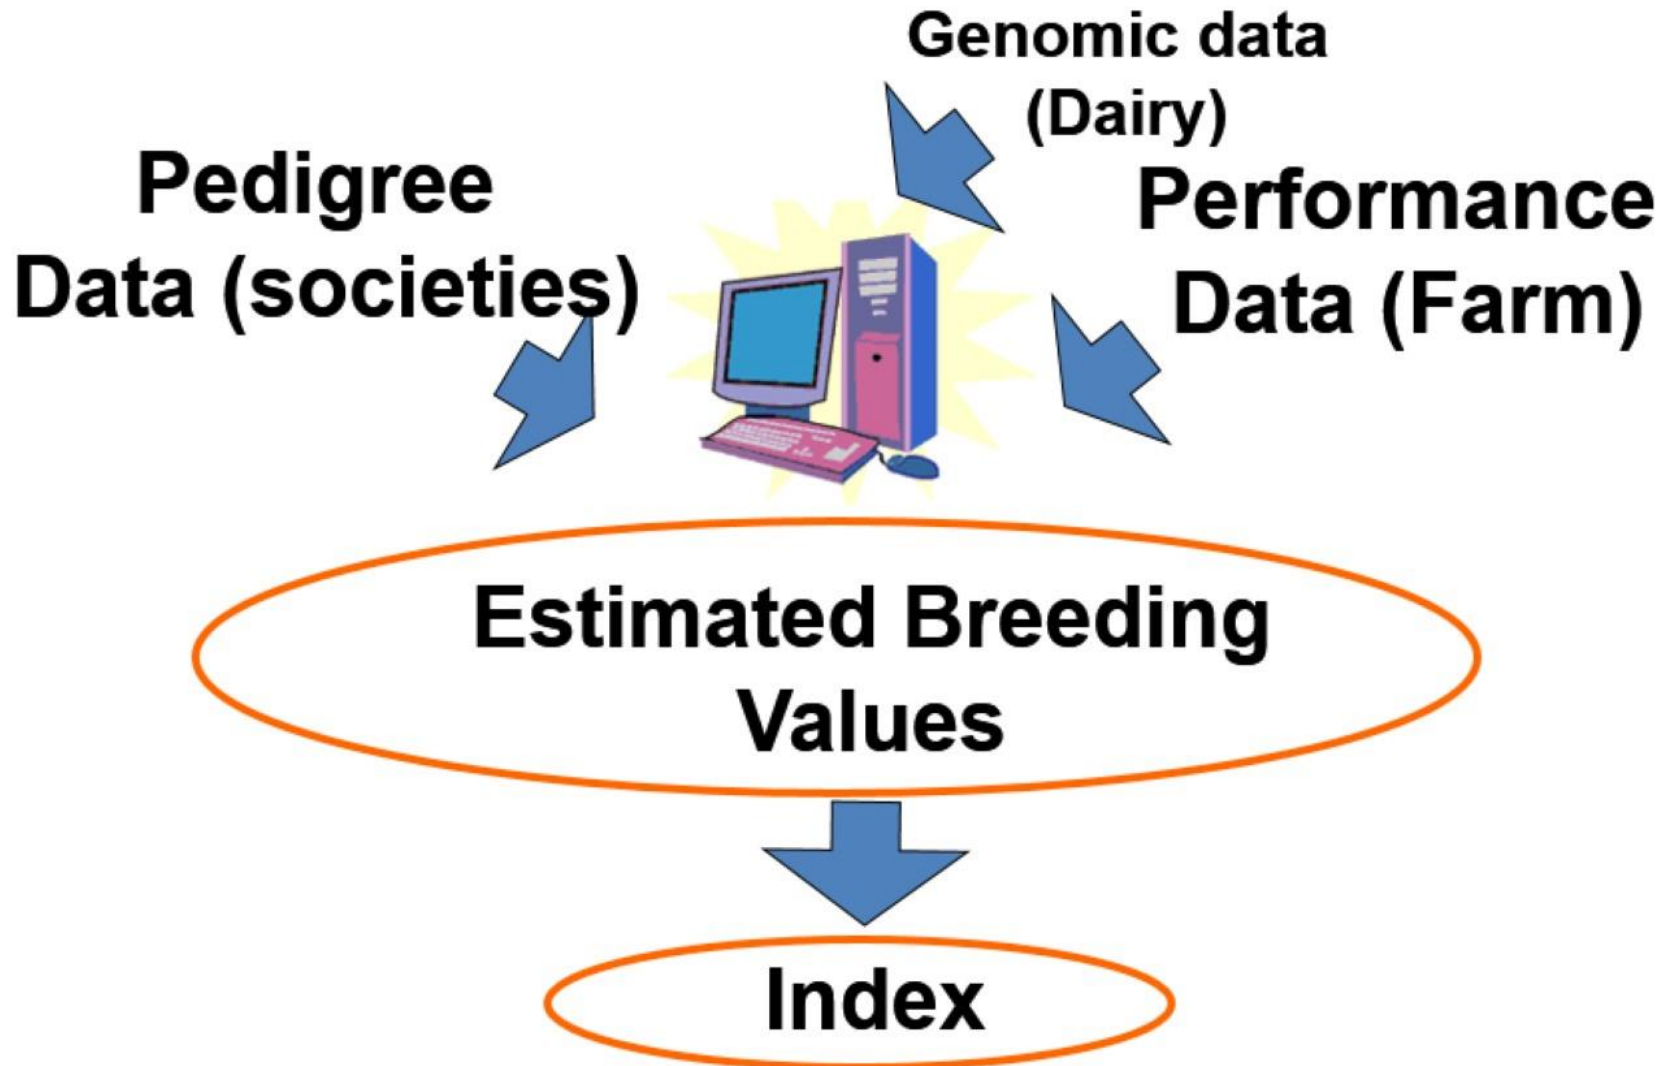 Genomic data
(Dairy)
Pedigree
Data (societies)
Performance
Data (Farm)
Estimated Breeding
Values
Index